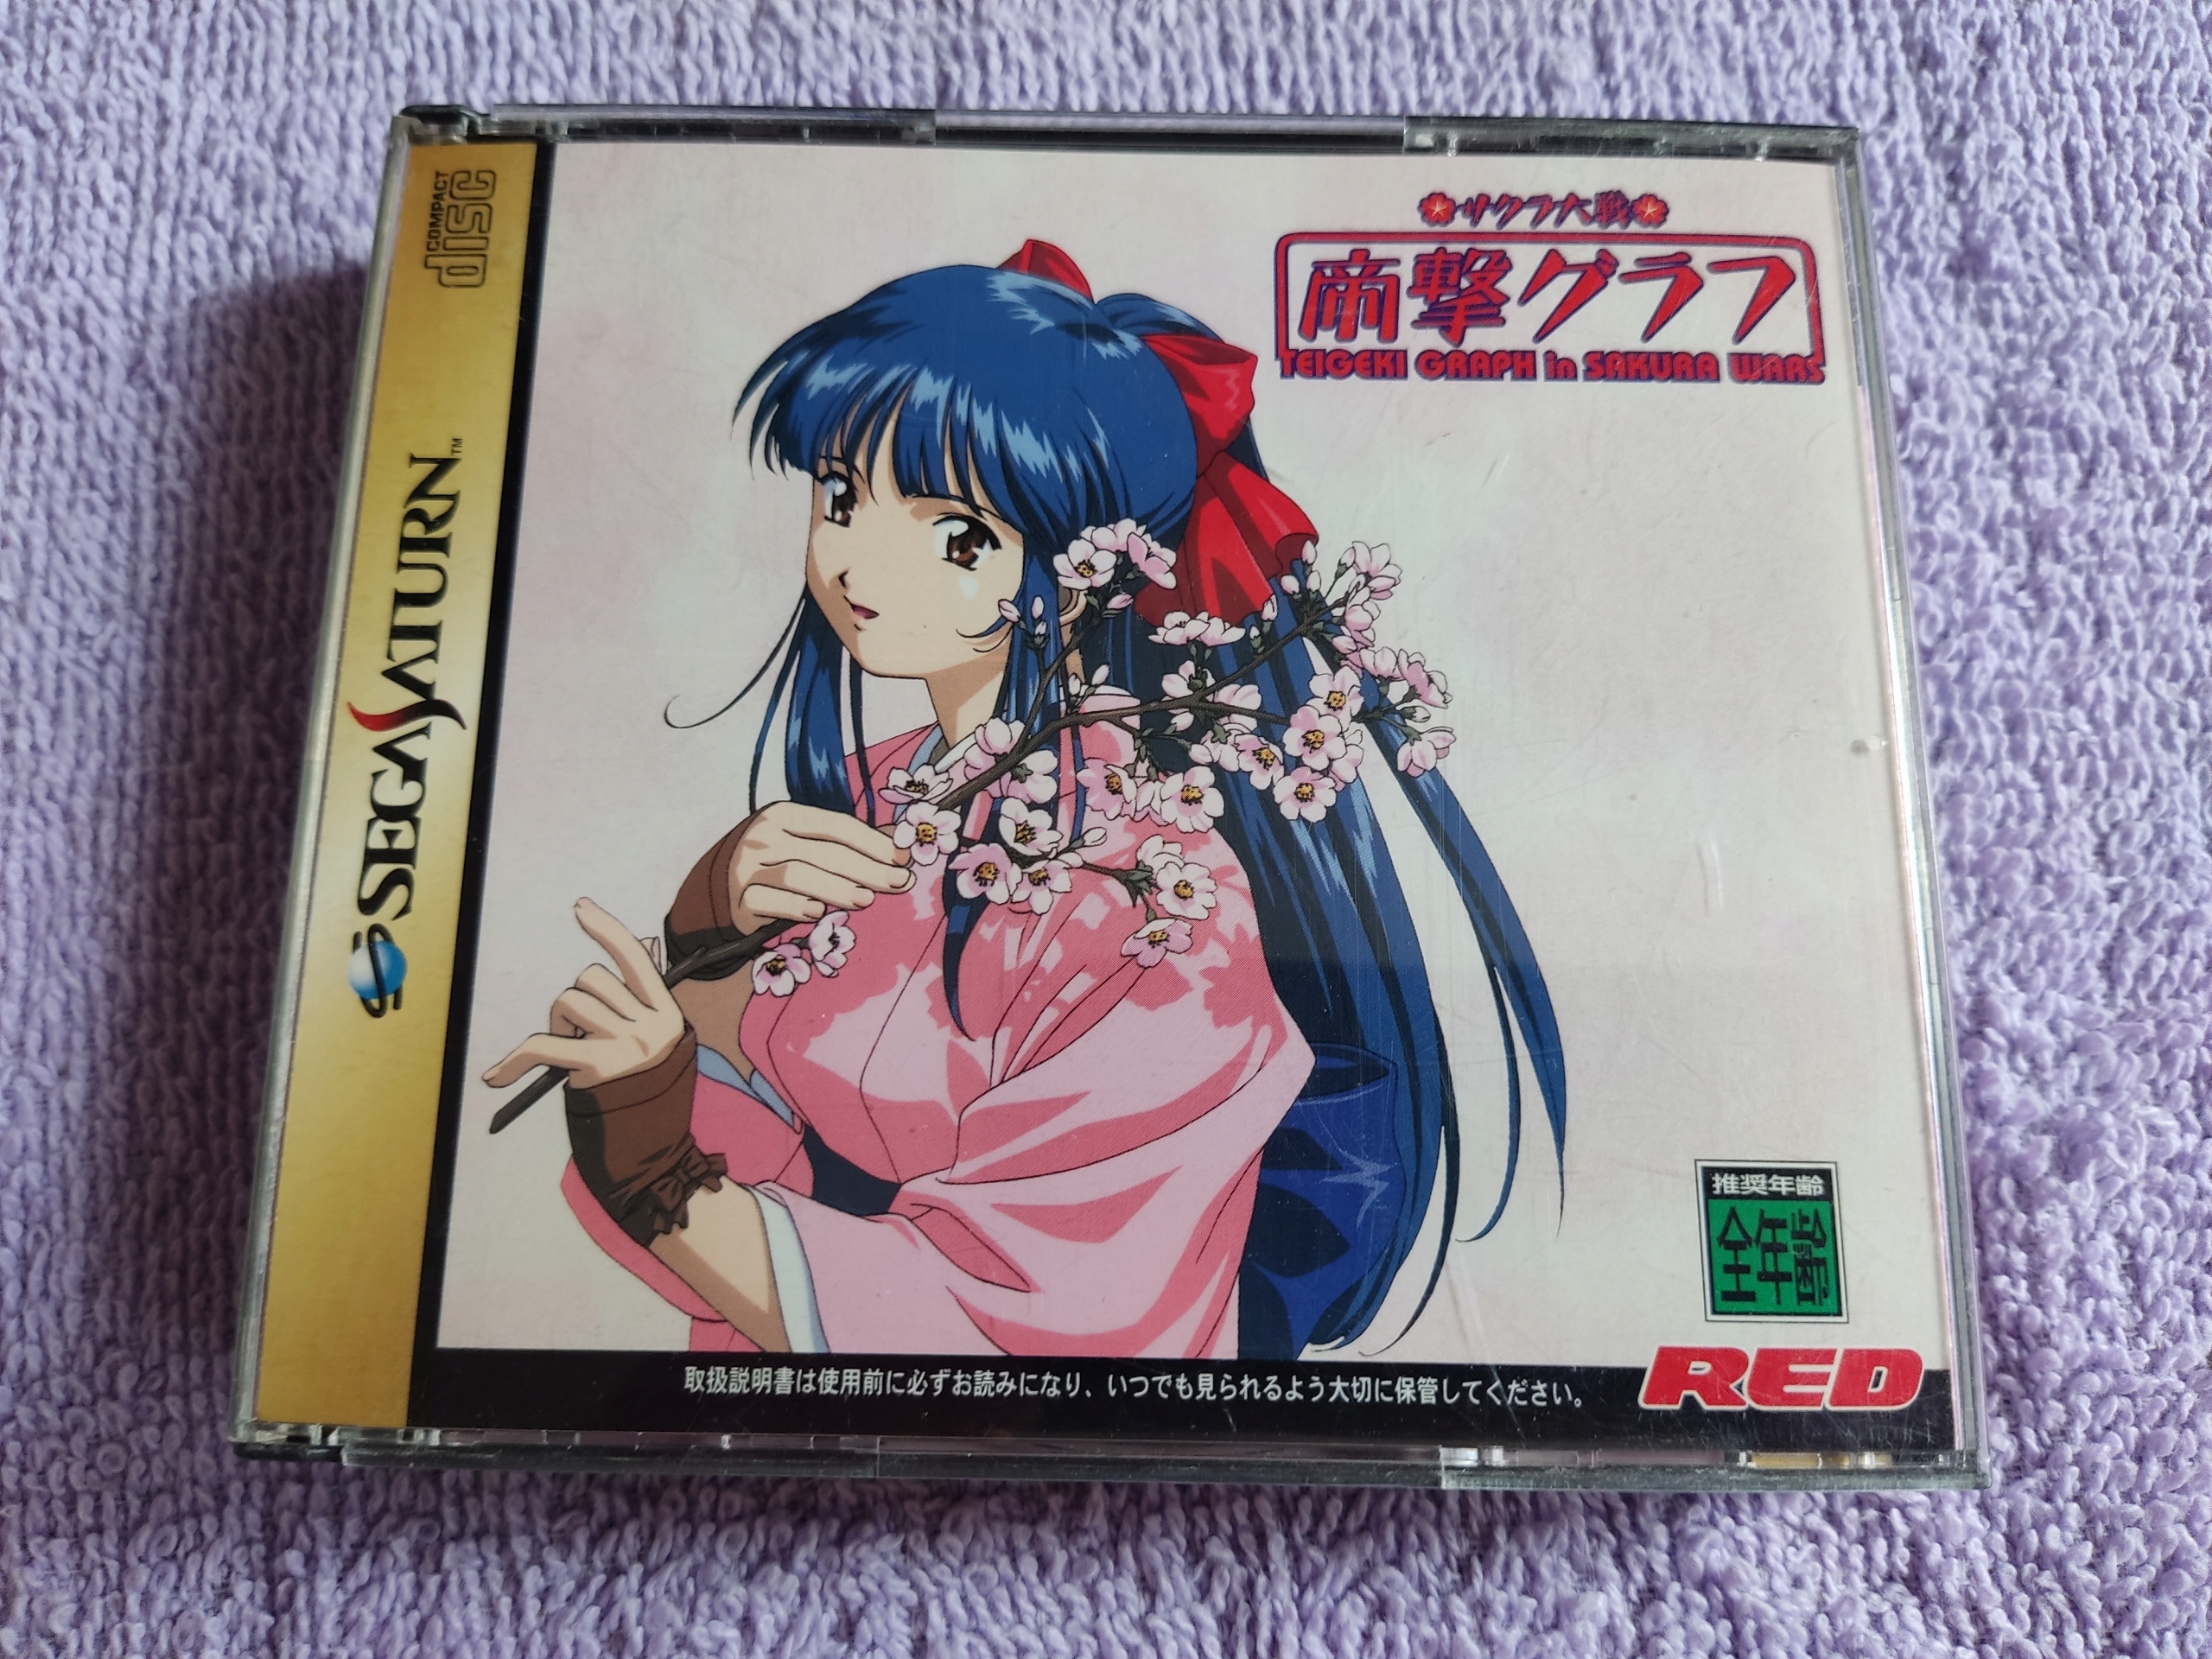 COMPACT
disc
SEGA SATURN™
サクラ大戦
帝撃グラフ
TEIGEKI GRAPH in SAKURA WARS
推奨年齢
全年齢
RED
取扱説明書は使用前に必ずお読みになり、いつでも見られるよう大切に保管してください。